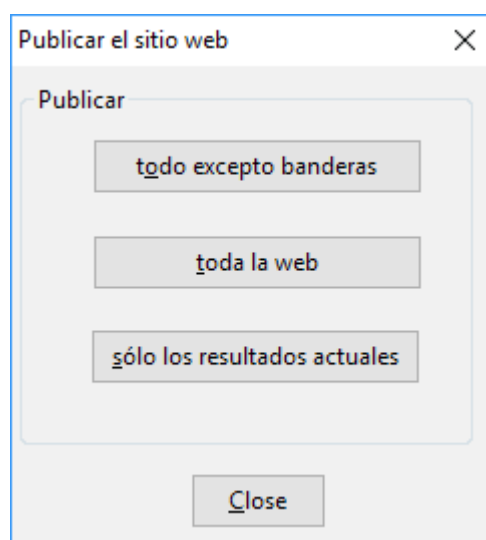 Publicar el sitio web
Publicar
todo excepto banderas
toda la web
sólo los resultados actuales
Close